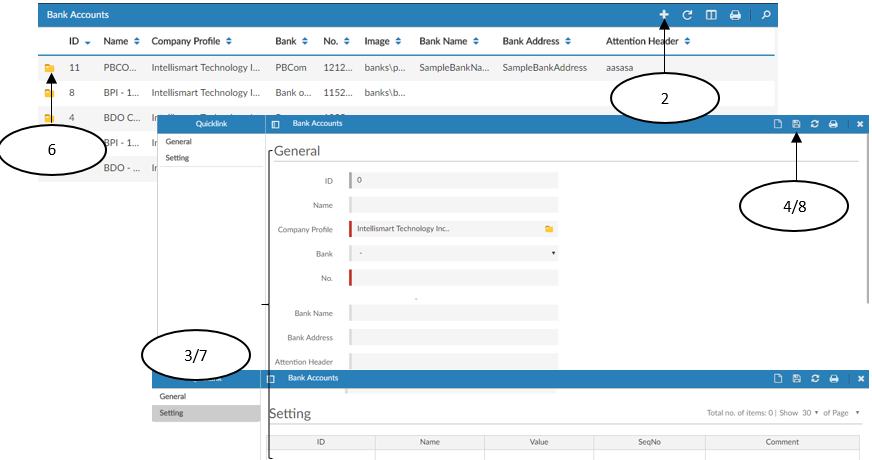 Bank Accounts
ID Name Company Profile Bank No. Image Bank Name Bank Address Attention Header
11 PBCO... Intellismart Technology I... PBCom 1212... banks\p... SampleBankNa... SampleBankAddress aasasa
8 BPI - 1... Intellismart Technology I... Bank o... 1152... banks\b...
2
4 BDO C...
Quicklink Bank Accounts
6
BPI - 1...
General
Setting
BDO - ...
General
ID 0
Name
4/8
Company Profile Intellismart Technology Inc..
Bank -
No.
-
Bank Name
Bank Address
3/7
Attention Header
Bank Accounts
General
Setting
Setting Total no. of items: 0 | Show 30 of Page
ID Name Value SeqNo Comment